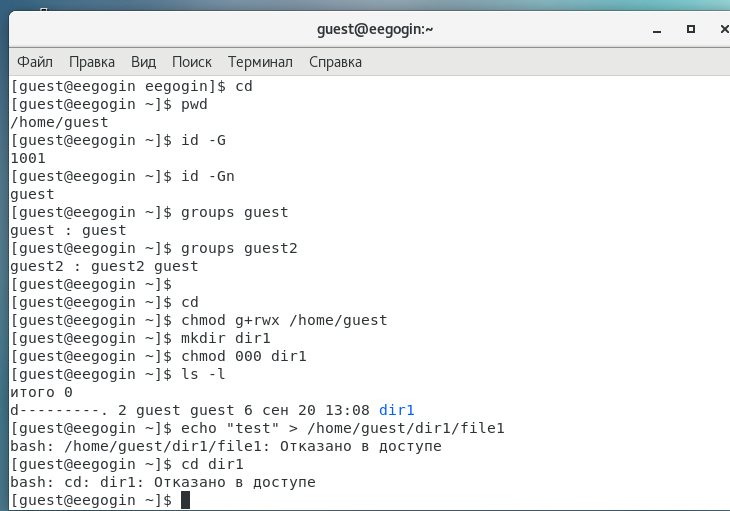 guest@eegogin:~
Файл Правка Вид Поиск Терминал Справка
[guest@eegogin eegogin]$ cd
[guest@eegogin ~]$ pwd
/home/guest
[guest@eegogin ~]$ id -G
1001
[guest@eegogin ~]$ id -Gn
guest
[guest@eegogin ~]$ groups guest
guest : guest
[guest@eegogin ~]$ groups guest2
guest2 : guest2 guest
[guest@eegogin ~]$
[guest@eegogin ~]$ cd
[guest@eegogin ~]$ chmod g+rwx /home/guest
[guest@eegogin ~]$ mkdir dir1
[guest@eegogin ~]$ chmod 000 dir1
[guest@eegogin ~]$ ls -l
итого 0
d---------. 2 guest guest 6 сен 20 13:08 dir1
[guest@eegogin ~]$ echo "test" > /home/guest/dir1/file1
bash: /home/guest/dir1/file1: Отказано в доступе
[guest@eegogin ~]$ cd dir1
bash: cd: dir1: Отказано в доступе
[guest@eegogin ~]$